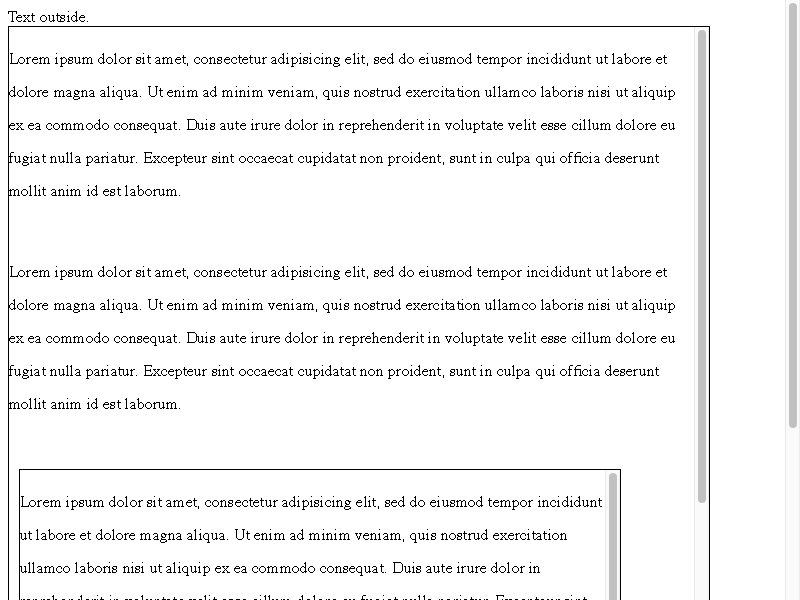 Text outside.
Lorem ipsum dolor sit amet, consectetur adipisicing elit, sed do eiusmod tempor incididunt ut labore et
dolore magna aliqua. Ut enim ad minim veniam, quis nostrud exercitation ullamco laboris nisi ut aliquip
ex ea commodo consequat. Duis aute irure dolor in reprehenderit in voluptate velit esse cillum dolore eu
fugiat nulla pariatur. Excepteur sint occaecat cupidatat non proident, sunt in culpa qui officia deserunt
mollit anim id est laborum.
Lorem ipsum dolor sit amet, consectetur adipisicing elit, sed do eiusmod tempor incididunt ut labore et
dolore magna aliqua. Ut enim ad minim veniam, quis nostrud exercitation ullamco laboris nisi ut aliquip
ex ea commodo consequat. Duis aute irure dolor in reprehenderit in voluptate velit esse cillum dolore eu
fugiat nulla pariatur. Excepteur sint occaecat cupidatat non proident, sunt in culpa qui officia deserunt
mollit anim id est laborum.
Lorem ipsum dolor sit amet, consectetur adipisicing elit, sed do eiusmod tempor incididunt
ut labore et dolore magna aliqua. Ut enim ad minim veniam, quis nostrud exercitation
ullamco laboris nisi ut aliquip ex ea commodo consequat. Duis aute irure dolor in